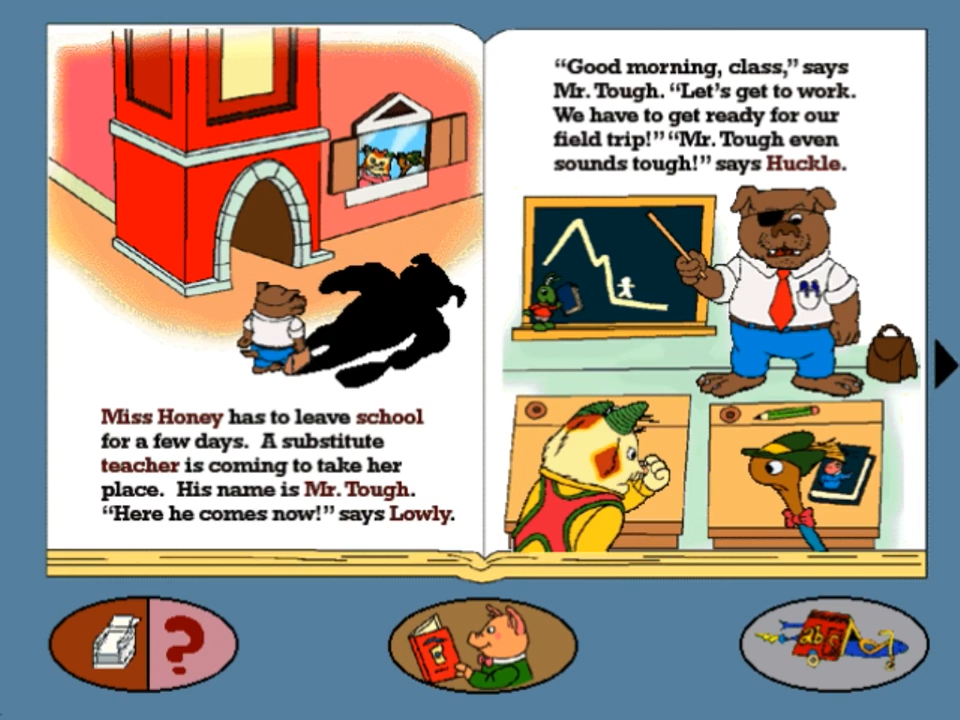 Miss Honey has to leave school
for a few days.  A substitute
teacher is coming to take her
place.  His name is Mr. Tough.
“Here he comes now!” says Lowly.
“Good morning, class,” says
Mr. Tough. “Let’s get to work.
We have to get ready for our
field trip!” “Mr. Tough even
sounds tough!” says Huckle.
?
abc